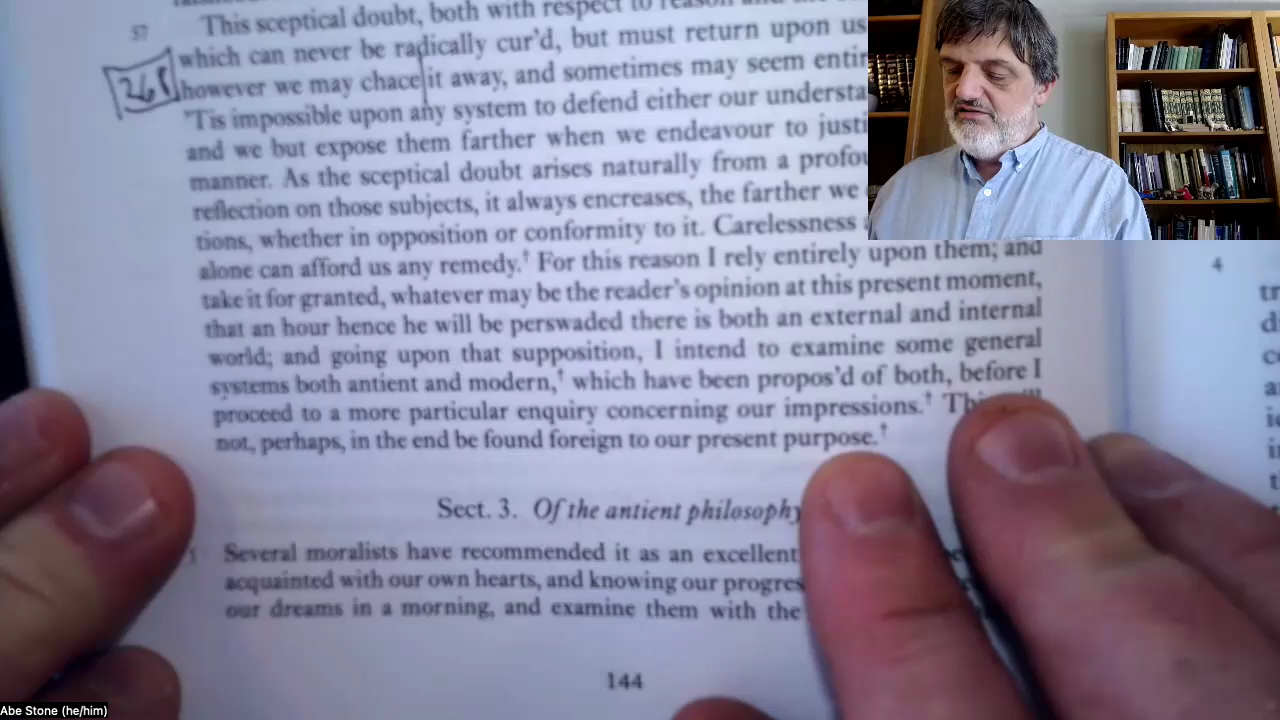 57 This sceptical doubt, both with respect to reason and the
268 which can never be radically cur'd, but must return upon us
however we may chace it away, and sometimes may seem entir
'Tis impossible upon any system to defend either our understa
and we but expose them farther when we endeavour to justi
manner. As the sceptical doubt arises naturally from a profou
reflection on those subjects, it always encreases, the farther we
tions, whether in opposition or conformity to it. Carelessness
alone can afford us any remedy.† For this reason I rely entirely upon them; and
take it for granted, whatever may be the reader's opinion at this present moment,
that an hour hence he will be perswaded there is both an external and internal
world; and going upon that supposition, I intend to examine some general
systems both antient and modern,† which have been propos'd of both, before I
proceed to a more particular enquiry concerning our impressions.†
not, perhaps, in the end be found foreign to our present purpose.†
Sect. 3. Of the antient philosophy
1 Several moralists have recommended it as an excellent
acquainted with our own hearts, and knowing our progres
our dreams in a morning, and examine them with the
144
4
Abe Stone (he/him)